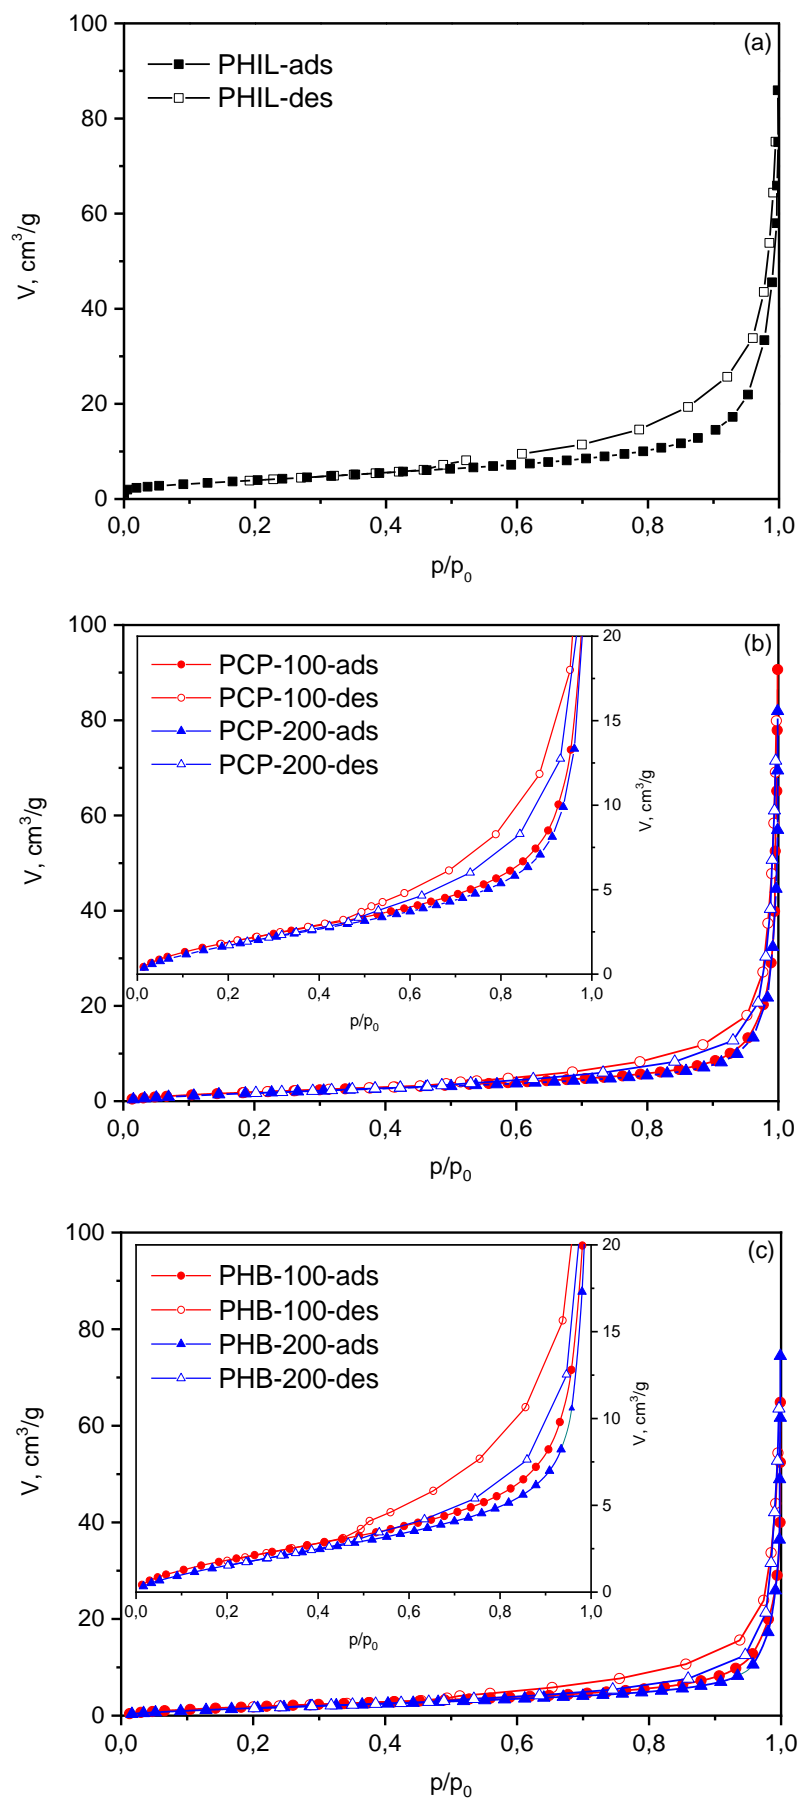 (a)
PHIL-ads
PHIL-des
100
80
60
40
20
0
V, cm³/g
0,0 0,2 0,4 0,6 0,8 1,0
p/p₀
(b)
PCP-100-ads
PCP-100-des
PCP-200-ads
PCP-200-des
20
15
10
5
0
V, cm³/g
0,0 0,2 0,4 0,6 0,8 1,0
p/p₀
100
80
60
40
20
0
V, cm³/g
0,0 0,2 0,4 0,6 0,8 1,0
p/p₀
(c)
PHB-100-ads
PHB-100-des
PHB-200-ads
PHB-200-des
20
15
10
5
0
V, cm³/g
0,0 0,2 0,4 0,6 0,8 1,0
p/p₀
100
80
60
40
20
0
V, cm³/g
0,0 0,2 0,4 0,6 0,8 1,0
p/p₀